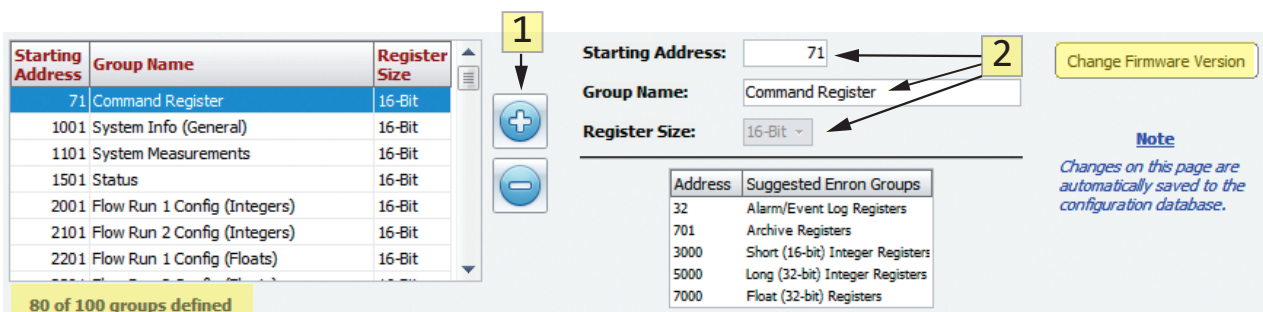 1
Starting Address
Group Name
Register Size
71 Command Register 16-Bit
1001 System Info (General) 16-Bit
1101 System Measurements 16-Bit
1501 Status 16-Bit
2001 Flow Run 1 Config (Integers) 16-Bit
2101 Flow Run 2 Config (Integers) 16-Bit
2201 Flow Run 1 Config (Floats) 16-Bit
80 of 100 groups defined
Starting Address: 71
2
Group Name: Command Register
Register Size: 16-Bit
Address Suggested Enron Groups
32 Alarm/Event Log Registers
701 Archive Registers
3000 Short (16-bit) Integer Registers
5000 Long (32-bit) Integer Registers
7000 Float (32-bit) Registers
Change Firmware Version
Note
Changes on this page are
automatically saved to the
configuration database.